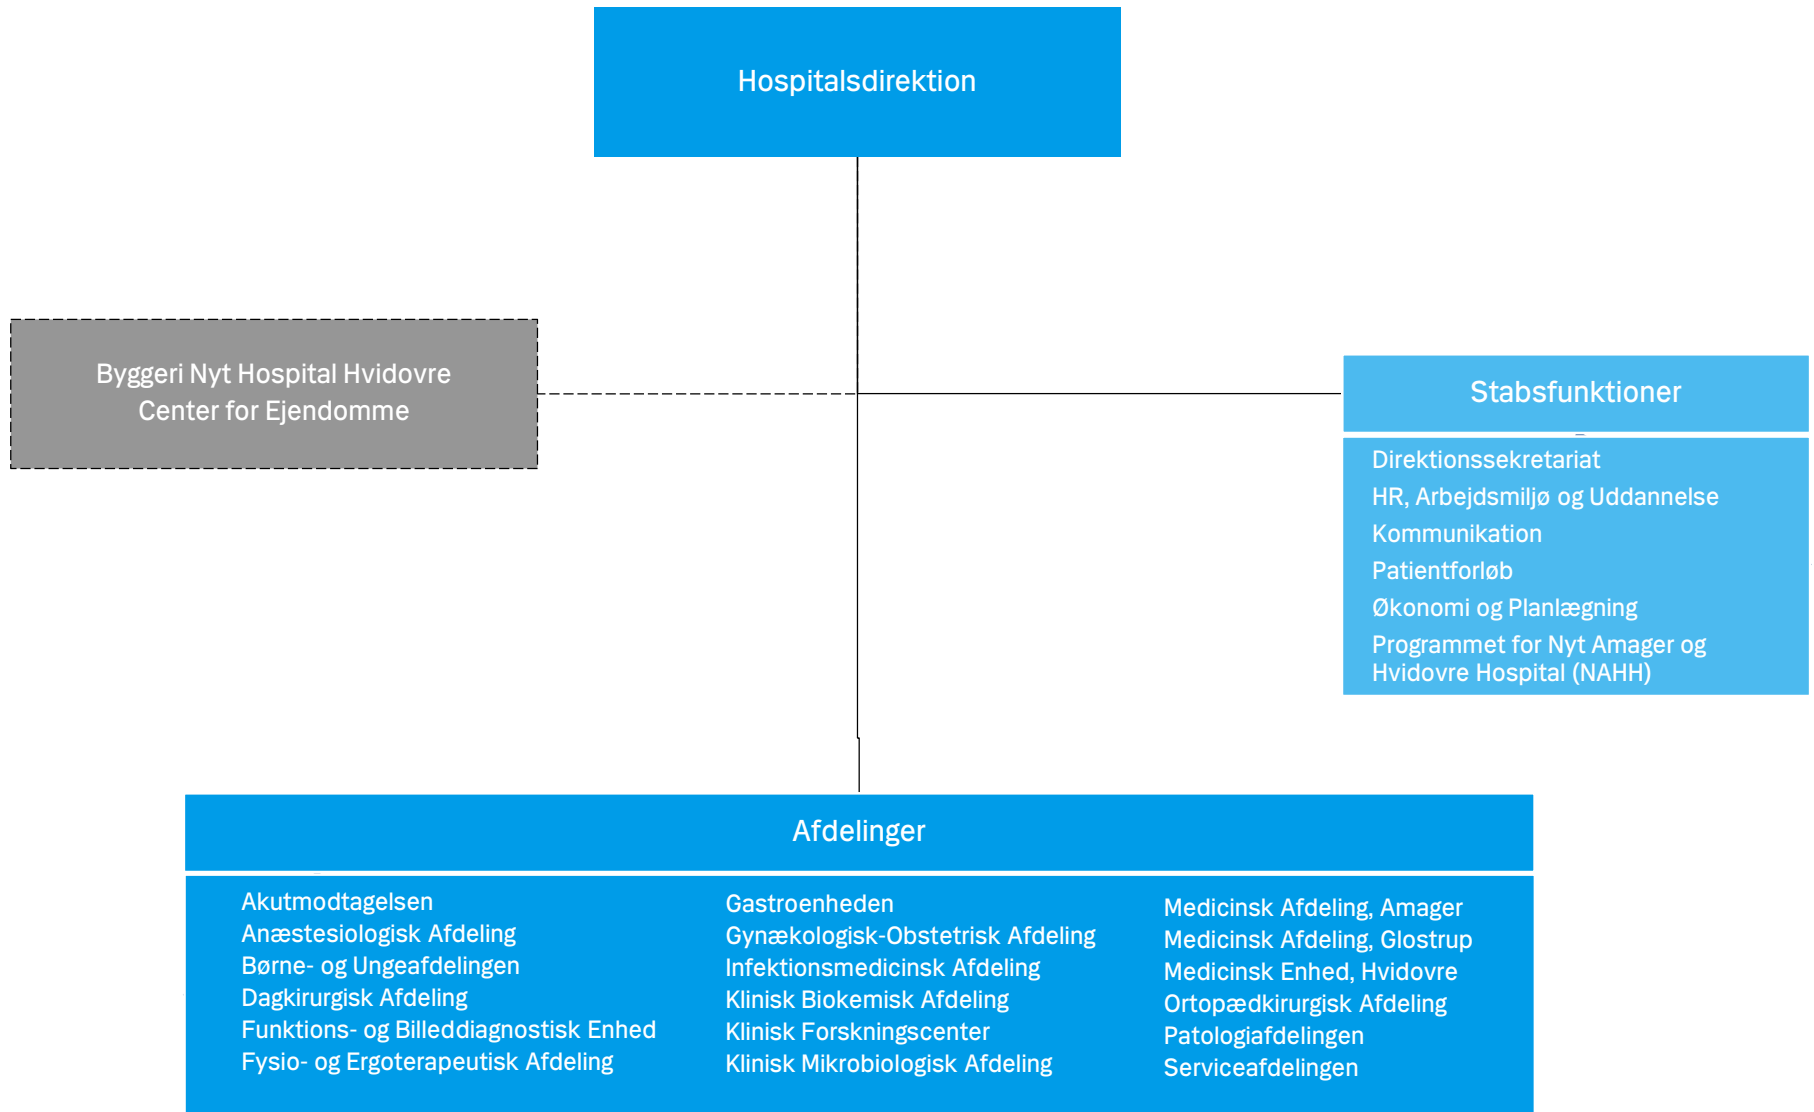 Hospitalsdirektion
Byggeri Nyt Hospital Hvidovre
Center for Ejendomme
Stabsfunktioner
Direktionssekretariat
HR, Arbejdsmiljø og Uddannelse
Kommunikation
Patientforløb
Økonomi og Planlægning
Programmet for Nyt Amager og
Hvidovre Hospital (NAHH)
Afdelinger
Akutmodtagelsen
Anæstesiologisk Afdeling
Børne- og Ungeafdelingen
Dagkirurgisk Afdeling
Funktions- og Billeddiagnostisk Enhed
Fysio- og Ergoterapeutisk Afdeling
Gastroenheden
Gynækologisk-Obstetrisk Afdeling
Infektionsmedicinsk Afdeling
Klinisk Biokemisk Afdeling
Klinisk Forskningscenter
Klinisk Mikrobiologisk Afdeling
Medicinsk Afdeling, Amager
Medicinsk Afdeling, Glostrup
Medicinsk Enhed, Hvidovre
Ortopædkirurgisk Afdeling
Patologiafdelingen
Serviceafdelingen